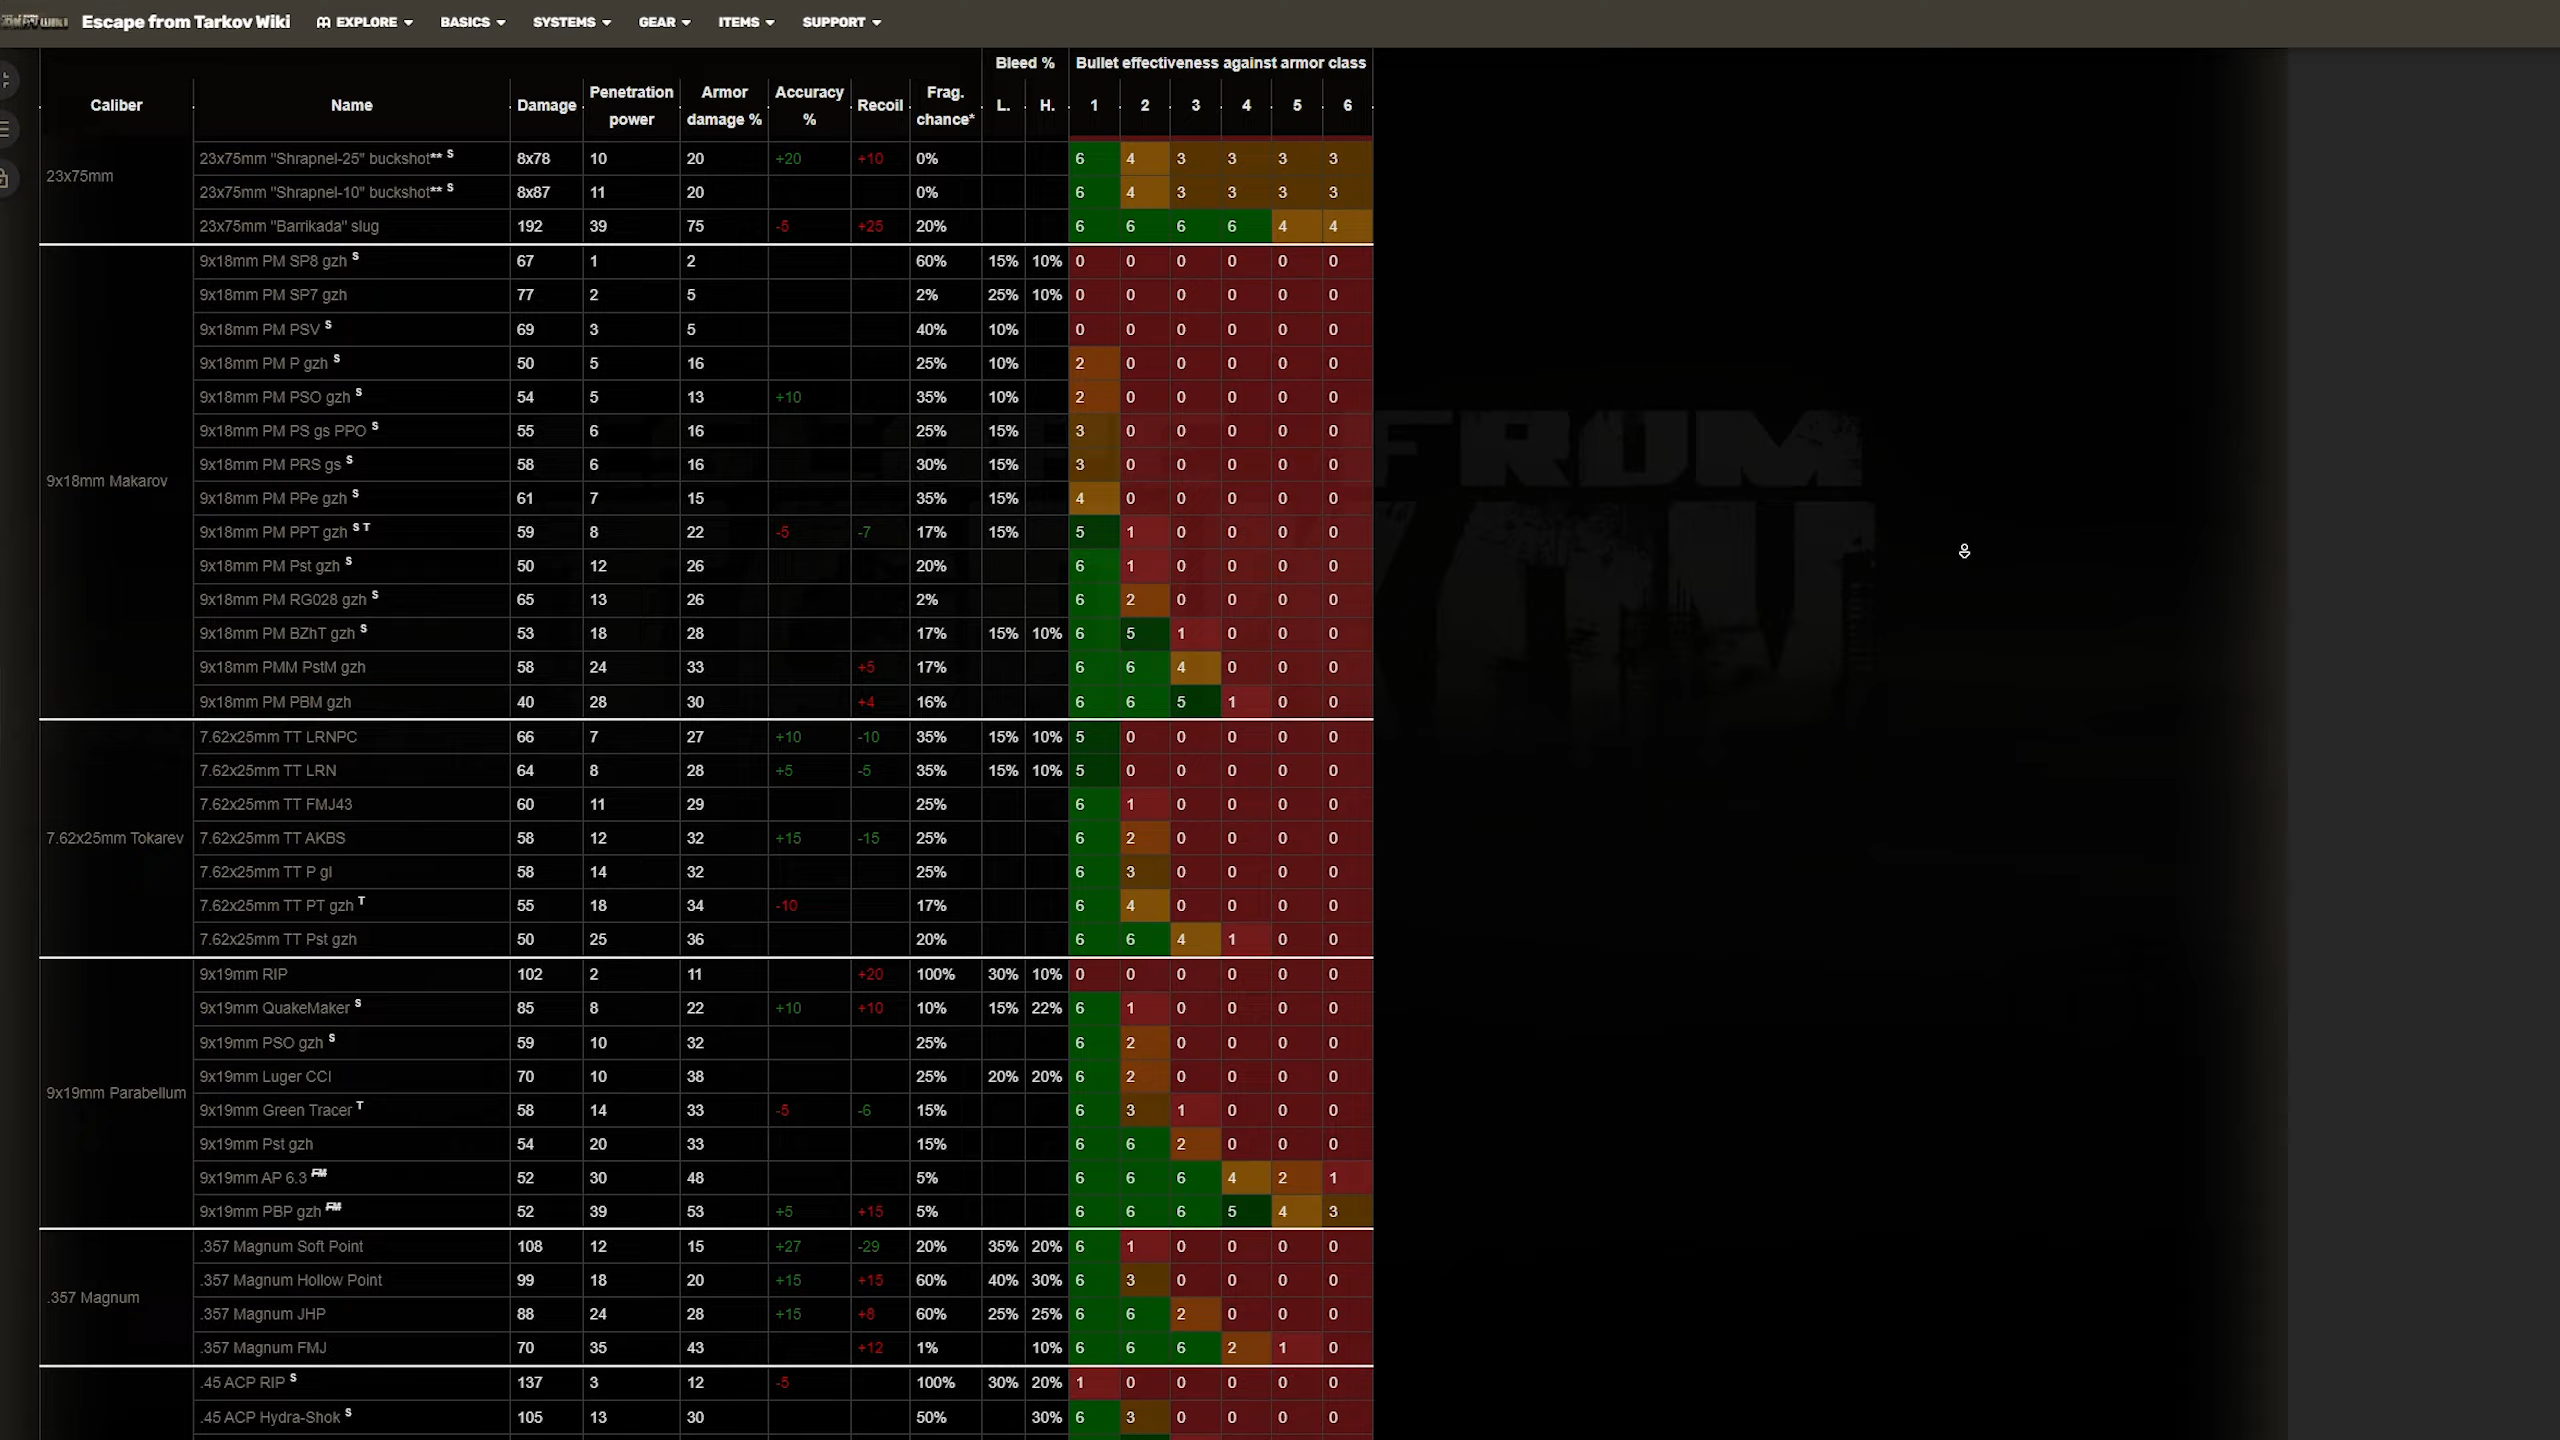 Escape from Tarkov Wiki EXPLORE BASICS SYSTEMS GEAR ITEMS SUPPORT
Bleed % Bullet effectiveness against armor class
Caliber Name Damage Penetration power Armor damage % Accuracy % Recoil Frag. chance* L. H. 1 2 3 4 5 6
23x75mm
23x75mm "Shrapnel-25" buckshot** S 8x78 10 20 +20 +10 0% 6 4 3 3 3 3
23x75mm "Shrapnel-10" buckshot** S 8x87 11 20 0% 6 4 3 3 3 3
23x75mm "Barrikada" slug 192 39 75 -5 +25 20% 6 6 6 6 4 4
9x18mm Makarov
9x18mm PM SP8 gzh S 67 1 2 60% 15% 10% 0 0 0 0 0 0
9x18mm PM SP7 gzh 77 2 5 2% 25% 10% 0 0 0 0 0 0
9x18mm PM PSV S 69 3 5 40% 10% 0 0 0 0 0 0
9x18mm PM P gzh S 50 5 16 25% 10% 2 0 0 0 0 0
9x18mm PM PSO gzh S 54 5 13 +10 35% 10% 2 0 0 0 0 0
9x18mm PM PS gs PPO S 55 6 16 25% 15% 3 0 0 0 0 0
9x18mm PM PRS gs S 58 6 16 30% 15% 3 0 0 0 0 0
9x18mm PM PPe gzh S 61 7 15 35% 15% 4 0 0 0 0 0
9x18mm PM PPT gzh S T 59 8 22 -5 -7 17% 15% 5 1 0 0 0 0
9x18mm PM Pst gzh S 50 12 26 20% 6 1 0 0 0 0
9x18mm PM RG028 gzh S 65 13 26 2% 6 2 0 0 0 0
9x18mm PM BZhT gzh S 53 18 28 17% 15% 10% 6 5 1 0 0 0
9x18mm PMM PstM gzh 58 24 33 +5 17% 6 6 4 0 0 0
9x18mm PM PBM gzh 40 28 30 +4 16% 6 6 5 1 0 0
7.62x25mm Tokarev
7.62x25mm TT LRNPC 66 7 27 +10 -10 35% 15% 10% 5 0 0 0 0 0
7.62x25mm TT LRN 64 8 28 +5 -5 35% 15% 10% 5 0 0 0 0 0
7.62x25mm TT FMJ43 60 11 29 25% 6 1 0 0 0 0
7.62x25mm TT AKBS 58 12 32 +15 -15 25% 6 2 0 0 0 0
7.62x25mm TT P gl 58 14 32 25% 6 3 0 0 0 0
7.62x25mm TT PT gzh T 55 18 34 -10 17% 6 4 0 0 0 0
7.62x25mm TT Pst gzh 50 25 36 20% 6 6 4 1 0 0
9x19mm Parabellum
9x19mm RIP 102 2 11 +20 100% 30% 10% 0 0 0 0 0 0
9x19mm QuakeMaker S 85 8 22 +10 +10 10% 15% 22% 6 1 0 0 0 0
9x19mm PSO gzh S 59 10 32 25% 6 2 0 0 0 0
9x19mm Luger CCI 70 10 38 25% 20% 20% 6 2 0 0 0 0
9x19mm Green Tracer T 58 14 33 -5 -6 15% 6 3 1 0 0 0
9x19mm Pst gzh 54 20 33 15% 6 6 2 0 0 0
9x19mm AP 6.3 FM 52 30 48 5% 6 6 6 4 2 1
9x19mm PBP gzh FM 52 39 53 +5 +15 5% 6 6 6 5 4 3
.357 Magnum
.357 Magnum Soft Point 108 12 15 +27 -29 20% 35% 20% 6 1 0 0 0 0
.357 Magnum Hollow Point 99 18 20 +15 +15 60% 40% 30% 6 3 0 0 0 0
.357 Magnum JHP 88 24 28 +15 +8 60% 25% 25% 6 6 2 0 0 0
.357 Magnum FMJ 70 35 43 +12 1% 10% 6 6 6 2 1 0
.45 ACP RIP S 137 3 12 -5 100% 30% 20% 1 0 0 0 0 0
.45 ACP Hydra-Shok S 105 13 30 50% 30% 6 3 0 0 0 0
FROM